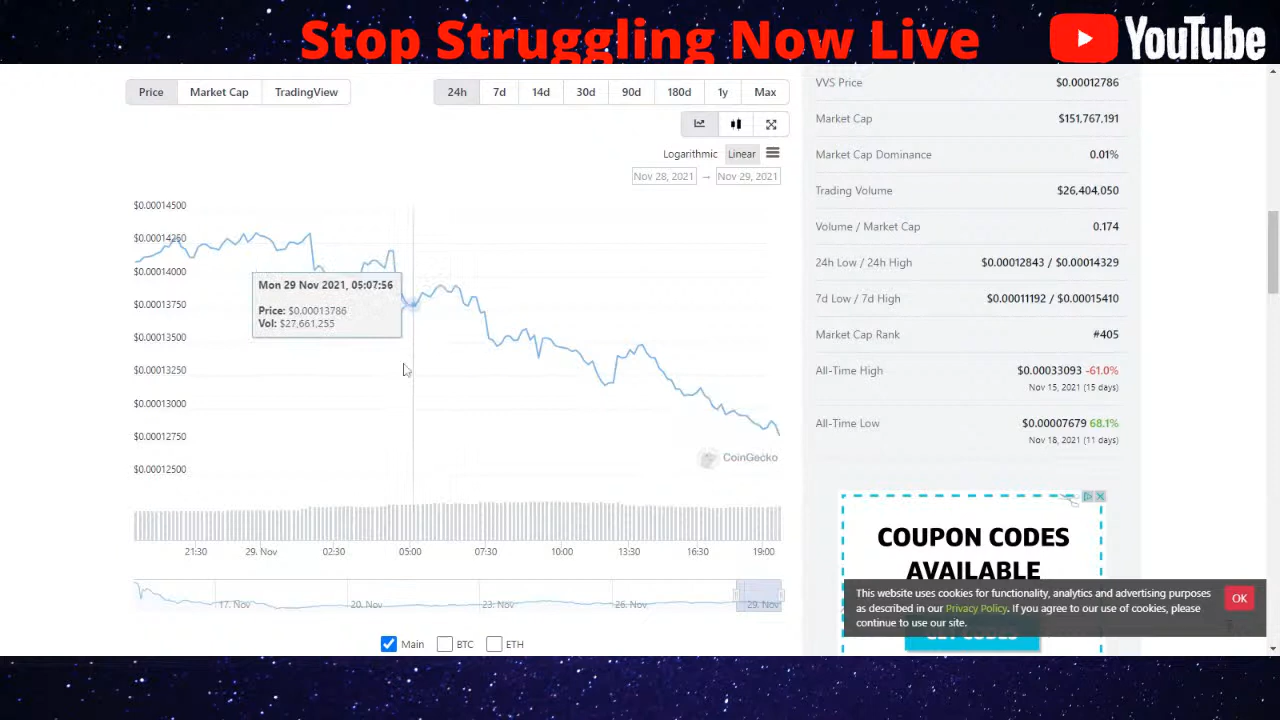 Stop Struggling Now Live
YouTube
Price
Market Cap
TradingView
24h
7d
14d
30d
90d
180d
1y
Max
Logarithmic
Linear
Nov 28, 2021
→
Nov 29, 2021
$0.00014500
$0.00014250
$0.00014000
$0.00013750
$0.00013500
$0.00013250
$0.00013000
$0.00012750
$0.00012500
Mon 29 Nov 2021, 05:07:56
Price: $0.00013786
Vol: $27,661,255
CoinGecko
21:30
29. Nov
02:30
05:00
07:30
10:00
13:30
16:30
19:00
17. Nov
20. Nov
23. Nov
26. Nov
29. Nov
Main
BTC
ETH
VVS Price $0.00012786
Market Cap $151,767,191
Market Cap Dominance 0.01%
Trading Volume $26,404,050
Volume / Market Cap 0.174
24h Low / 24h High $0.00012843 / $0.00014329
7d Low / 7d High $0.00011192 / $0.00015410
Market Cap Rank #405
All-Time High $0.00033093 -61.0%
Nov 15, 2021 (15 days)
All-Time Low $0.00007679 68.1%
Nov 18, 2021 (11 days)
COUPON CODES
AVAILABLE
This website uses cookies for functionality, analytics and advertising purposes
as described in our Privacy Policy. If you agree to our use of cookies, please
continue to use our site.
OK